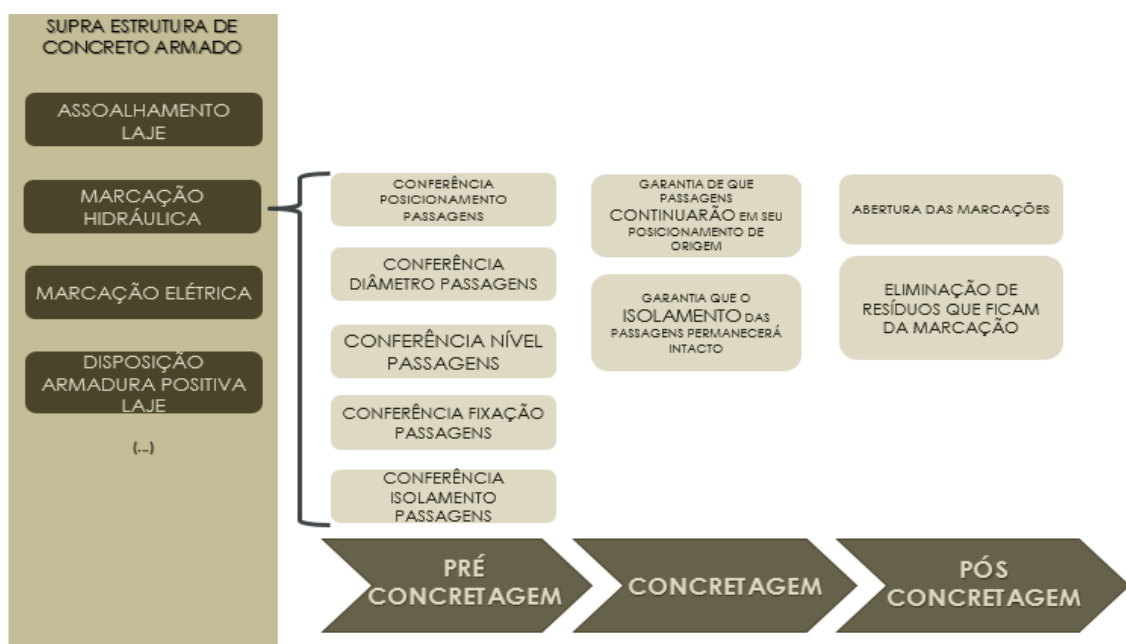 SUPRA ESTRUTURA DE
CONCRETO ARMADO
ASSOALHAMENTO
LAJE
MARCAÇÃO
HIDRÁULICA
MARCAÇÃO ELÉTRICA
DISPOSIÇÃO
ARMADURA POSITIVA
LAJE
(...)
CONFERÊNCIA
POSICIONAMENTO
PASSAGENS
CONFERÊNCIA
DIÂMETRO PASSAGENS
CONFERÊNCIA NÍVEL
PASSAGENS
CONFERÊNCIA FIXAÇÃO
PASSAGENS
CONFERÊNCIA
ISOLAMENTO
PASSAGENS
GARANTIA DE QUE
PASSAGENS
CONTINUARÃO EM SEU
POSICIONAMENTO DE
ORIGEM
GARANTIA QUE O
ISOLAMENTO DAS
PASSAGENS PERMANECERÁ
INTACTO
ABERTURA DAS MARCAÇÕES
ELIMINAÇÃO DE
RESÍDUOS QUE FICAM
DA MARCAÇÃO
PRÉ
CONCRETAGEM
CONCRETAGEM
PÓS
CONCRETAGEM